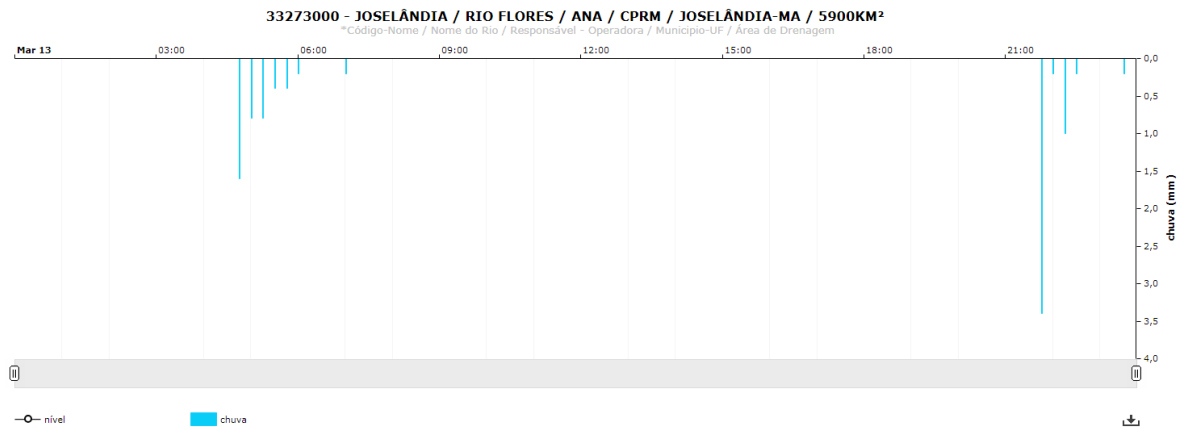 33273000 - JOSELÂNDIA / RIO FLORES / ANA / CPRM / JOSELÂNDIA-MA / 5900KM²
*Código-Nome / Nome do Rio / Responsável - Operadora / Municipio-UF / Área de Drenagem
Mar 13 03:00 06:00 09:00 12:00 15:00 18:00 21:00
0,0
0,5
1,0
1,5
2,0
2,5
3,0
3,5
4,0
chuva (mm)
nível chuva